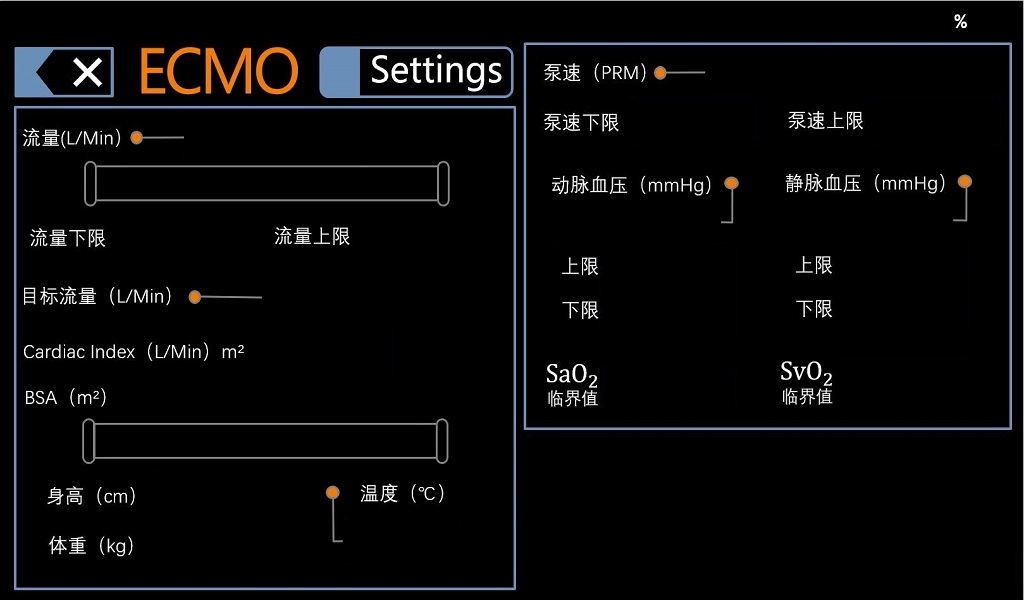 %
× ECMO Settings
流量(L/Min)
流量下限 流量上限
目标流量（L/Min）
Cardiac Index（L/Min）m²
BSA（m²）
身高（cm） 温度（℃）
体重（kg）
泵速（PRM）
泵速下限 泵速上限
动脉血压（mmHg） 静脉血压（mmHg）
上限 上限
下限 下限
SaO₂ SvO₂
临界值 临界值